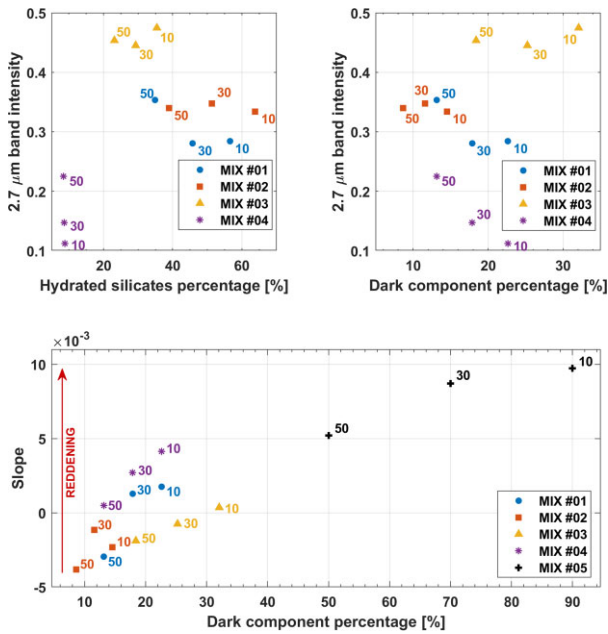 0.5
0.4
0.3
0.2
0.1
2.7 μm band intensity
50
30
10
50
30
10
50
30
10
50
30
10
MIX #01
MIX #02
MIX #03
MIX #04
20 40 60
Hydrated silicates percentage [%]
0.5
0.4
0.3
0.2
0.1
2.7 μm band intensity
50
30
10
30
50
10
50
30
10
50
30
10
MIX #01
MIX #02
MIX #03
MIX #04
10 20 30
Dark component percentage [%]
×10⁻³
10
5
0
-5
Slope
REDDENING
10
30
50
10
30
50
30
10
10
30
10
50
30
50
50
MIX #01
MIX #02
MIX #03
MIX #04
MIX #05
10 20 30 40 50 60 70 80 90
Dark component percentage [%]